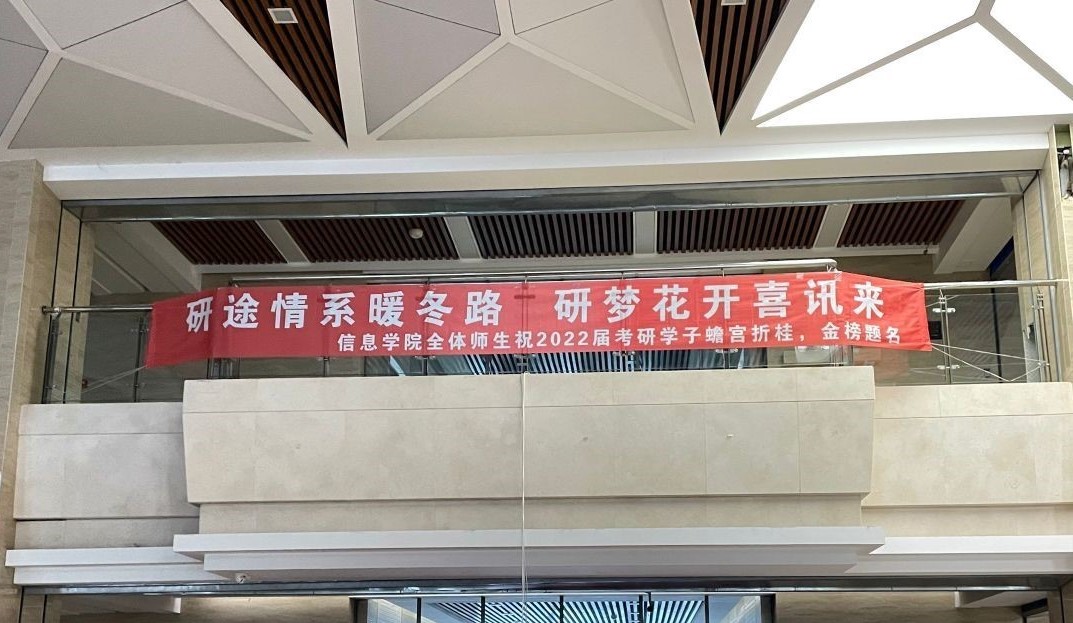 研途情系暖冬路 研梦花开喜讯来
信息学院全体师生祝2022届考研学子蟾宫折桂，金榜题名